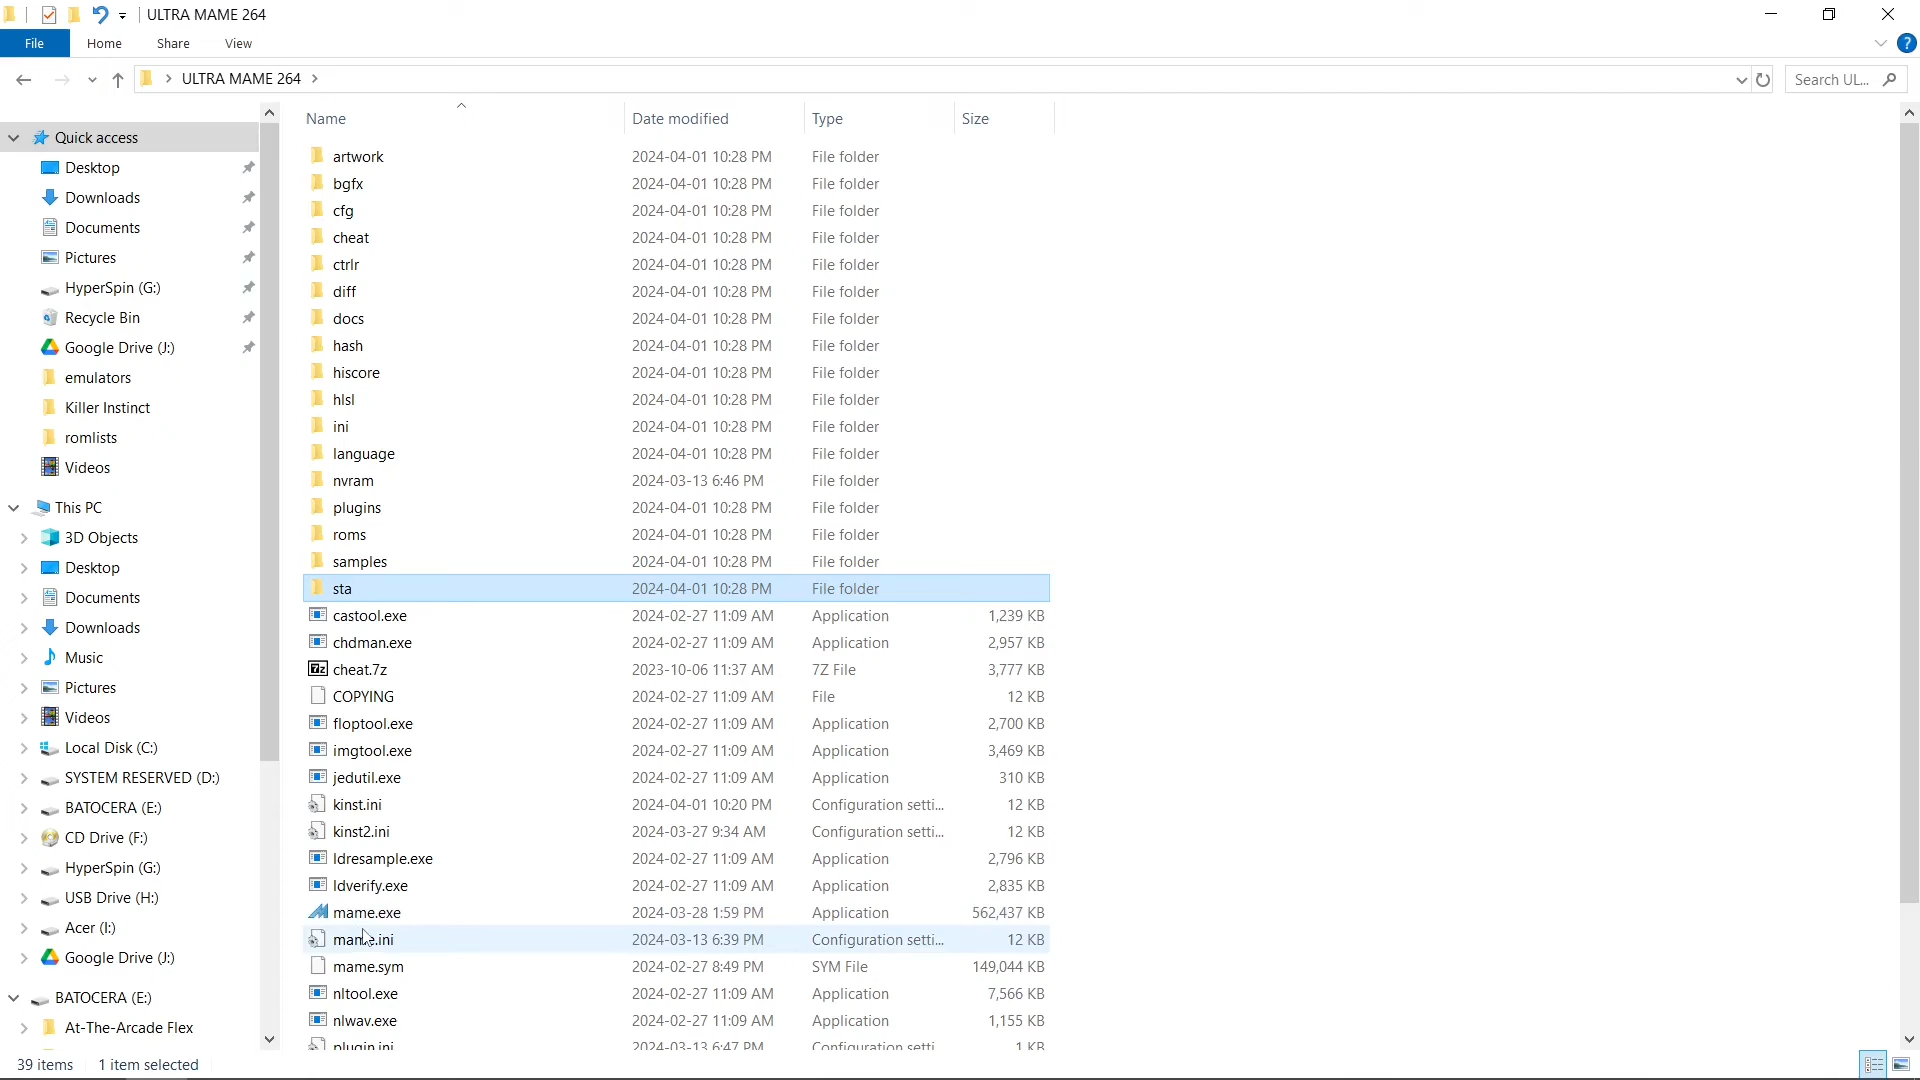 ULTRA MAME 264
File Home Share View
ULTRA MAME 264
Search UL...
Name Date modified Type Size
Quick access
Desktop
Downloads
Documents
Pictures
HyperSpin (G:)
Recycle Bin
Google Drive (J:)
emulators
Killer Instinct
romlists
Videos
This PC
3D Objects
Desktop
Documents
Downloads
Music
Pictures
Videos
Local Disk (C:)
SYSTEM RESERVED (D:)
BATOCERA (E:)
CD Drive (F:)
HyperSpin (G:)
USB Drive (H:)
Acer (I:)
Google Drive (J:)
BATOCERA (E:)
At-The-Arcade Flex
artwork 2024-04-01 10:28 PM File folder
bgfx 2024-04-01 10:28 PM File folder
cfg 2024-04-01 10:28 PM File folder
cheat 2024-04-01 10:28 PM File folder
ctrlr 2024-04-01 10:28 PM File folder
diff 2024-04-01 10:28 PM File folder
docs 2024-04-01 10:28 PM File folder
hash 2024-04-01 10:28 PM File folder
hiscore 2024-04-01 10:28 PM File folder
hlsl 2024-04-01 10:28 PM File folder
ini 2024-04-01 10:28 PM File folder
language 2024-04-01 10:28 PM File folder
nvram 2024-03-13 6:46 PM File folder
plugins 2024-04-01 10:28 PM File folder
roms 2024-04-01 10:28 PM File folder
samples 2024-04-01 10:28 PM File folder
sta 2024-04-01 10:28 PM File folder
castool.exe 2024-02-27 11:09 AM Application 1,239 KB
chdman.exe 2024-02-27 11:09 AM Application 2,957 KB
cheat.7z 2023-10-06 11:37 AM 7Z File 3,777 KB
COPYING 2024-02-27 11:09 AM File 12 KB
floptool.exe 2024-02-27 11:09 AM Application 2,700 KB
imgtool.exe 2024-02-27 11:09 AM Application 3,469 KB
jedutil.exe 2024-02-27 11:09 AM Application 310 KB
kinst.ini 2024-04-01 10:20 PM Configuration setti... 12 KB
kinst2.ini 2024-03-27 9:34 AM Configuration setti... 12 KB
ldresample.exe 2024-02-27 11:09 AM Application 2,796 KB
ldverify.exe 2024-02-27 11:09 AM Application 2,835 KB
mame.exe 2024-03-28 1:59 PM Application 562,437 KB
mame.ini 2024-03-13 6:39 PM Configuration setti... 12 KB
mame.sym 2024-02-27 8:49 PM SYM File 149,044 KB
nltool.exe 2024-02-27 11:09 AM Application 7,566 KB
nlwav.exe 2024-02-27 11:09 AM Application 1,155 KB
plugin.ini 2024-03-13 6:47 PM Configuration setti... 1 KB
39 items 1 item selected